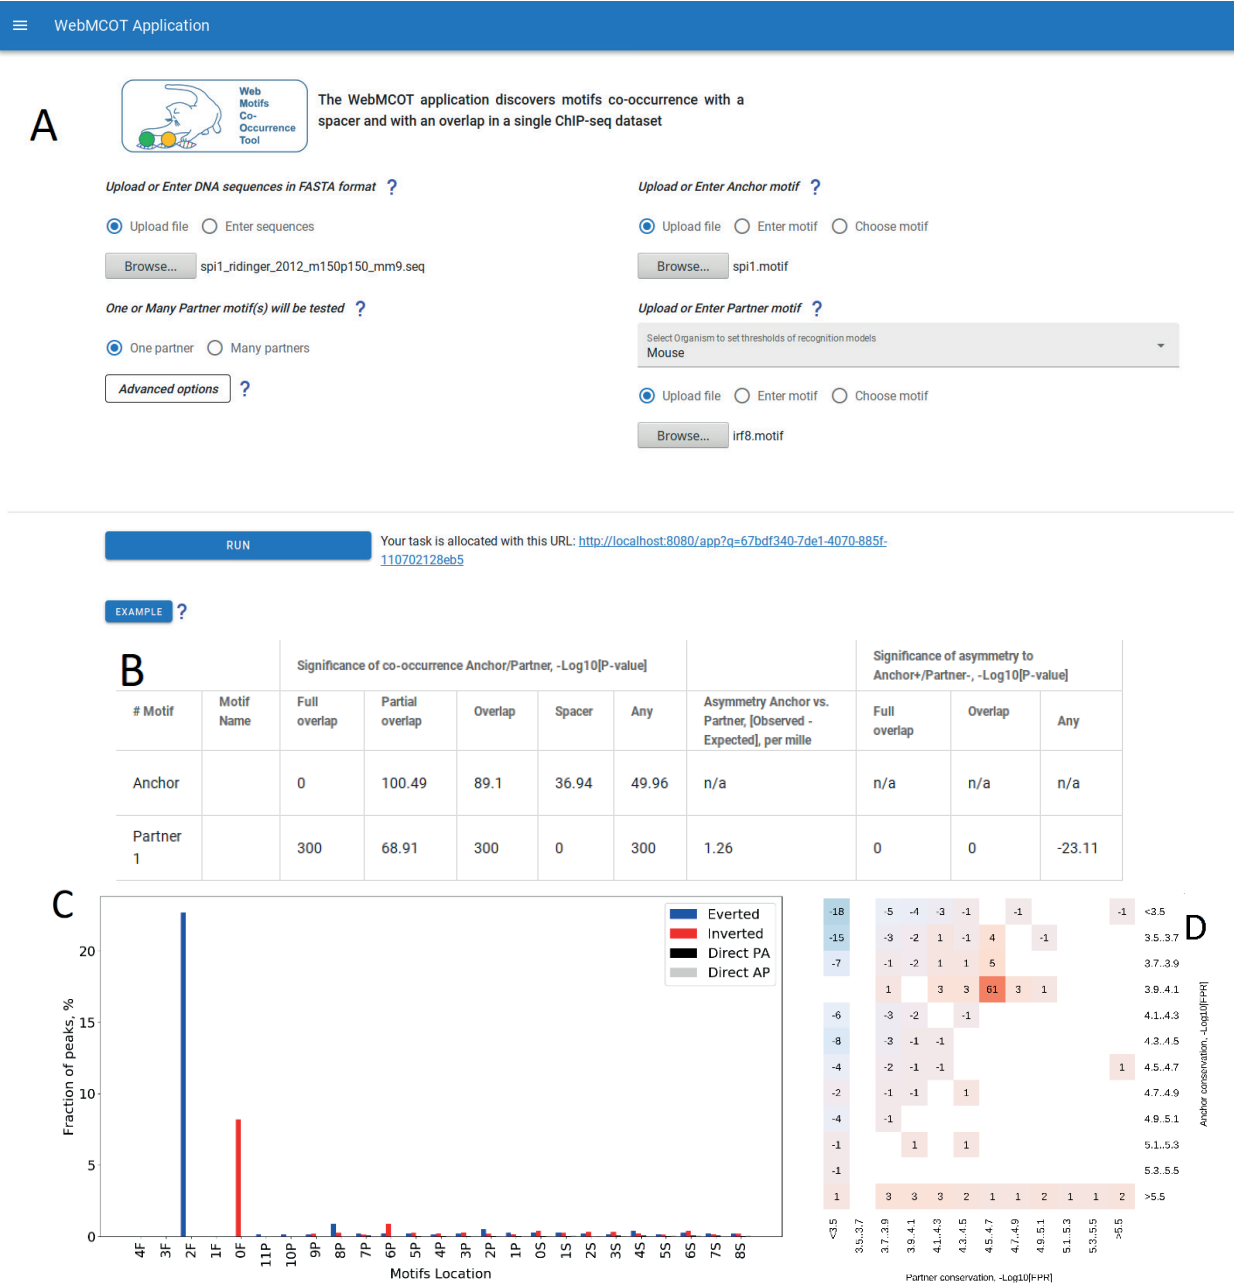 WebMCOT Application
A
Web
Motifs
Co-
Occurrence
Tool
The WebMCOT application discovers motifs co-occurrence with a
spacer and with an overlap in a single ChIP-seq dataset
Upload or Enter DNA sequences in FASTA format ?
Upload file Enter sequences
Browse... spi1_ridinger_2012_m150p150_mm9.seq
One or Many Partner motif(s) will be tested ?
One partner Many partners
Advanced options ?
Upload or Enter Anchor motif ?
Upload file Enter motif Choose motif
Browse... spi1.motif
Upload or Enter Partner motif ?
Select Organism to set thresholds of recognition models
Mouse
Upload file Enter motif Choose motif
Browse... irf8.motif
RUN
Your task is allocated with this URL: http://localhost:8080/app?q=67bdf340-7de1-4070-885f-
110702128eb5
EXAMPLE ?
B
Significance of co-occurrence Anchor/Partner, -Log10[P-value]
Significance of asymmetry to
Anchor+/Partner-, -Log10[P-value]
# Motif
Motif
Name
Full
overlap
Partial
overlap
Overlap
Spacer
Any
Asymmetry Anchor vs.
Partner, [Observed -
Expected], per mille
Full
overlap
Overlap
Any
Anchor 0 100.49 89.1 36.94 49.96 n/a n/a n/a n/a
Partner
1
300 68.91 300 0 300 1.26 0 0 -23.11
C
Fraction of peaks, %
20
15
10
5
0
Everted
Inverted
Direct PA
Direct AP
4F 3F 2F 1F 0F 11P 10P 9P 8P 7P 6P 5P 4P 3P 2P 1P 0S 1S 2S 3S 4S 5S 6S 7S 8S
Motifs Location
D
-18 -5 -4 -3 -1 -1 -1 <3.5
-15 -3 -2 1 -1 4 -1 3.5..3.7
-7 -1 -2 1 1 5 3.7..3.9
1 3 3 61 3 1 3.9..4.1
-6 -3 -2 -1 4.1..4.3
-8 -3 -1 -1 4.3..4.5
-4 -2 -1 -1 1 4.5..4.7
-2 -1 -1 1 4.7..4.9
-4 -1 4.9..5.1
-1 1 1 5.1..5.3
-1 5.3..5.5
1 3 3 3 2 1 1 2 1 1 2 >5.5
Anchor conservation, -Log10[FPR]
<3.5 3.5..3.7 3.7..3.9 3.9..4.1 4.1..4.3 4.3..4.5 4.5..4.7 4.7..4.9 4.9..5.1 5.1..5.3 5.3..5.5 >5.5
Partner conservation, -Log10[FPR]